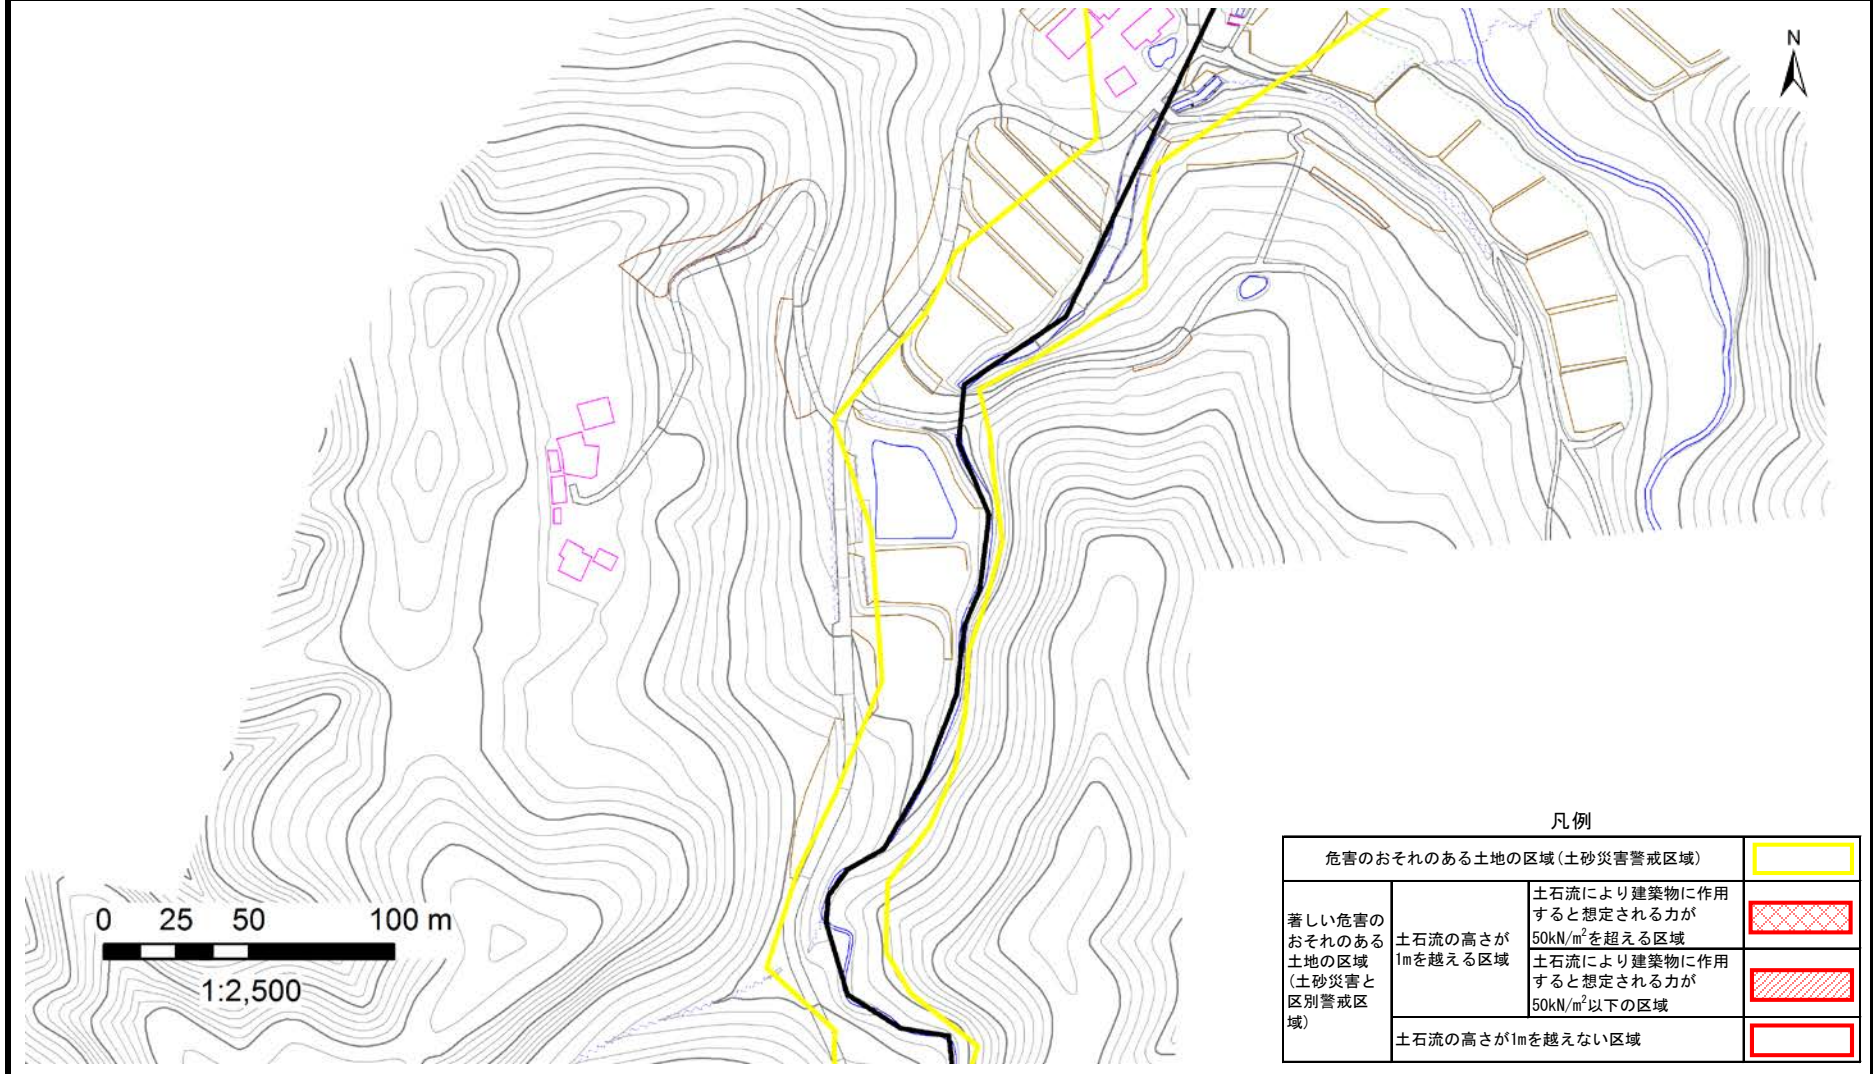 N
0 25 50 100 m
1:2,500
凡例
危害のおそれのある土地の区域(土砂災害警戒区域)
著しい危害の
おそれのある
土地の区域
(土砂災害と
区別警戒区
域)
土石流の高さが
1mを越える区域
土石流により建築物に作用
すると想定される力が
50kN/m²を超える区域
土石流により建築物に作用
すると想定される力が
50kN/m²以下の区域
土石流の高さが1mを越えない区域